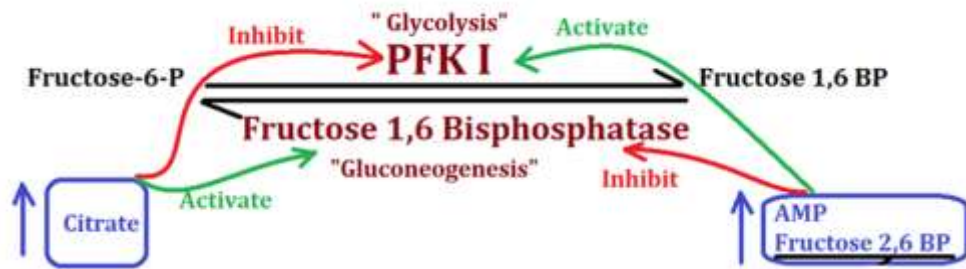 " Glycolysis"
Inhibit
Activate
PFK I
Fructose-6-P
Fructose 1,6 BP
Fructose 1,6 Bisphosphatase
"Gluconeogenesis"
Activate
Inhibit
Citrate
AMP
Fructose 2,6 BP